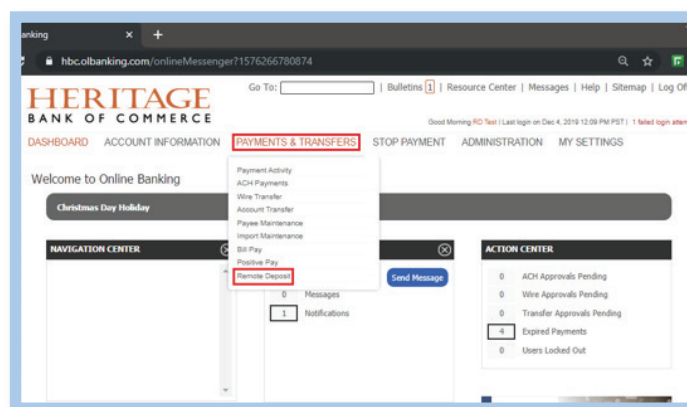 anking
hbc.olbanking.com/onlineMessenger?1576266780874
HERITAGE
BANK OF COMMERCE
Go To: | Bulletins 1 | Resource Center | Messages | Help | Sitemap | Log Off
Good Morning RD Test | Last login on Dec 4, 2019 12:09 PM PST | 1 failed login attem
DASHBOARD ACCOUNT INFORMATION PAYMENTS & TRANSFERS STOP PAYMENT ADMINISTRATION MY SETTINGS
Payment Activity
ACH Payments
Wire Transfer
Account Transfer
Payee Maintenance
Import Maintenance
Bill Pay
Positive Pay
Remote Deposit
Welcome to Online Banking
Christmas Day Holiday
NAVIGATION CENTER
Send Message
0 Messages
1 Notifications
ACTION CENTER
0 ACH Approvals Pending
0 Wire Approvals Pending
0 Transfer Approvals Pending
4 Expired Payments
0 Users Locked Out